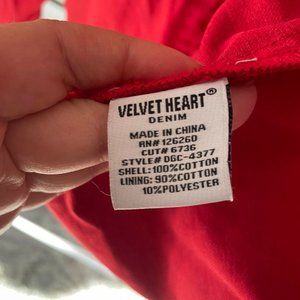 VELVET HEART®
DENIM
MADE IN CHINA
RN# 126260
CUT# 6736
STYLE# DGC-4377
SHELL:100%COTTON
LINING: 90%COTTON
10%POLYESTER